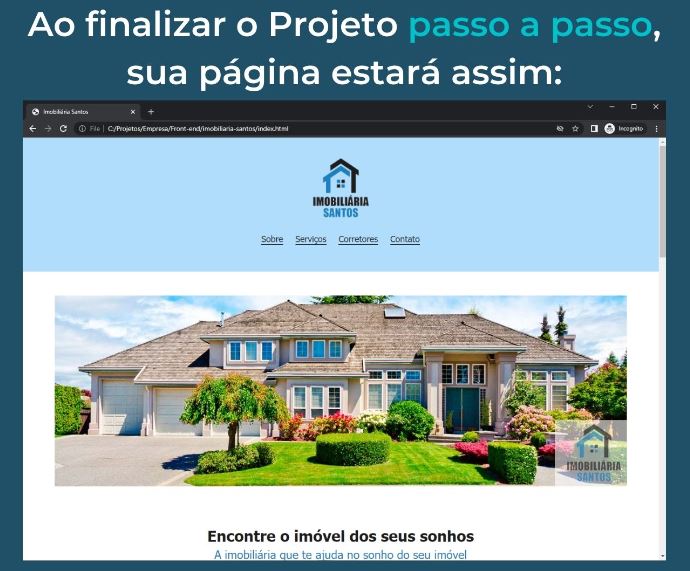 Ao finalizar o Projeto passo a passo,
sua página estará assim:
Imobiliária Santos
File | C:/Projetos/Empresa/Front-end/imobiliaria-santos/index.html
Incognito
IMOBILIÁRIA
SANTOS
Sobre Serviços Corretores Contato
IMOBILIÁRIA
SANTOS
Encontre o imóvel dos seus sonhos
A imobiliária que te ajuda no sonho do seu imóvel